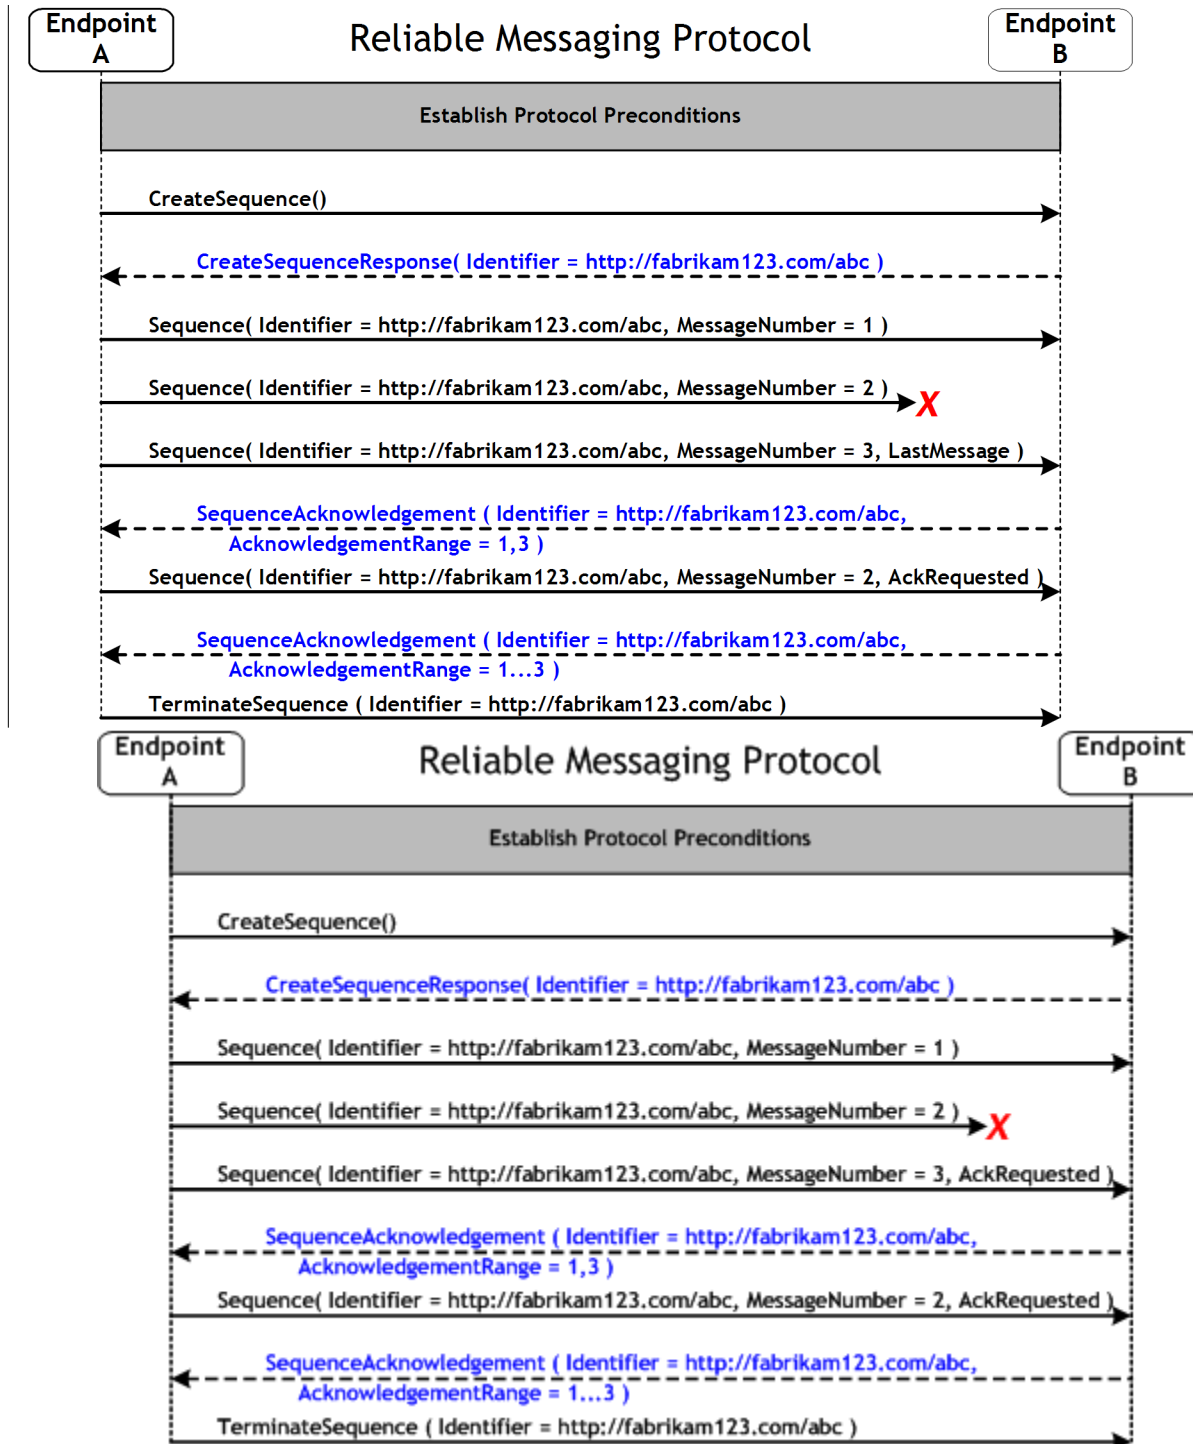 Endpoint
A
Reliable Messaging Protocol
Endpoint
B
Establish Protocol Preconditions
CreateSequence()
CreateSequenceResponse( Identifier = http://fabrikam123.com/abc )
Sequence( Identifier = http://fabrikam123.com/abc, MessageNumber = 1 )
Sequence( Identifier = http://fabrikam123.com/abc, MessageNumber = 2 )
X
Sequence( Identifier = http://fabrikam123.com/abc, MessageNumber = 3, LastMessage )
SequenceAcknowledgement ( Identifier = http://fabrikam123.com/abc,
AcknowledgementRange = 1,3 )
Sequence( Identifier = http://fabrikam123.com/abc, MessageNumber = 2, AckRequested )
SequenceAcknowledgement ( Identifier = http://fabrikam123.com/abc,
AcknowledgementRange = 1...3 )
TerminateSequence ( Identifier = http://fabrikam123.com/abc )
Endpoint
A
Reliable Messaging Protocol
Endpoint
B
Establish Protocol Preconditions
CreateSequence()
CreateSequenceResponse( Identifier = http://fabrikam123.com/abc )
Sequence( Identifier = http://fabrikam123.com/abc, MessageNumber = 1 )
Sequence( Identifier = http://fabrikam123.com/abc, MessageNumber = 2 )
X
Sequence( Identifier = http://fabrikam123.com/abc, MessageNumber = 3, AckRequested )
SequenceAcknowledgement ( Identifier = http://fabrikam123.com/abc,
AcknowledgementRange = 1,3 )
Sequence( Identifier = http://fabrikam123.com/abc, MessageNumber = 2, AckRequested )
SequenceAcknowledgement ( Identifier = http://fabrikam123.com/abc,
AcknowledgementRange = 1...3 )
TerminateSequence ( Identifier = http://fabrikam123.com/abc )